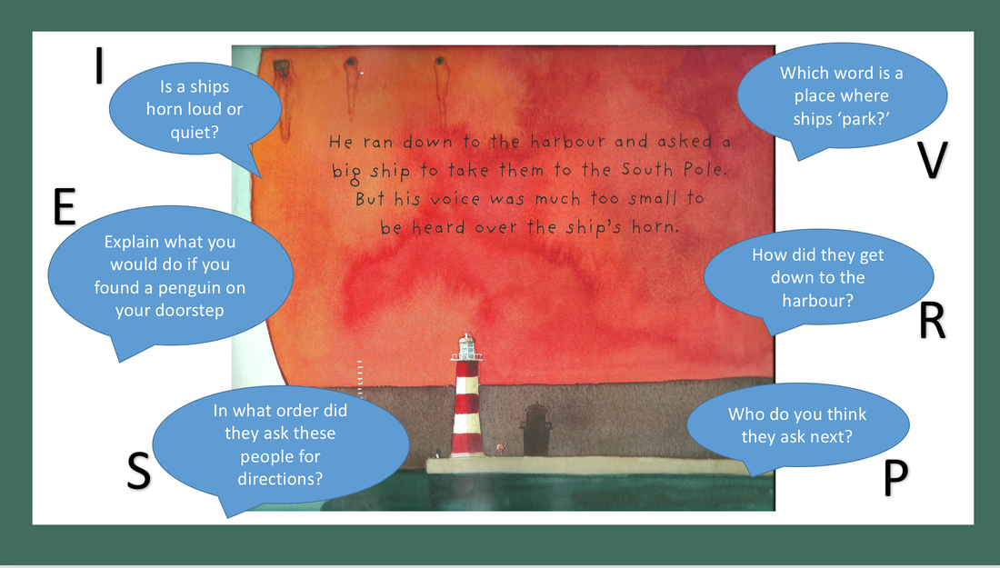 I
Is a ships
horn loud or
quiet?
E
Explain what you
would do if you
found a penguin on
your doorstep
S
In what order did
they ask these
people for
directions?
He ran down to the harbour and asked a
big ship to take them to the South Pole.
But his voice was much too small to
be heard over the ship's horn.
Which word is a
place where
ships ‘park?’
V
How did they get
down to the
harbour?
R
Who do you think
they ask next?
P